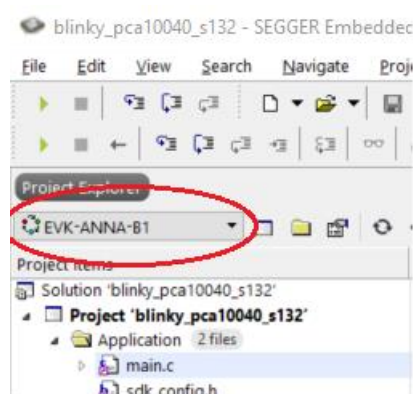 blinky_pca10040_s132 - SEGGER Embedded
File Edit View Search Navigate Proje
Project Explorer
EVK-ANNA-B1
Project Items
Solution 'blinky_pca10040_s132'
Project 'blinky_pca10040_s132'
Application 2 files
main.c
sdk_config.h